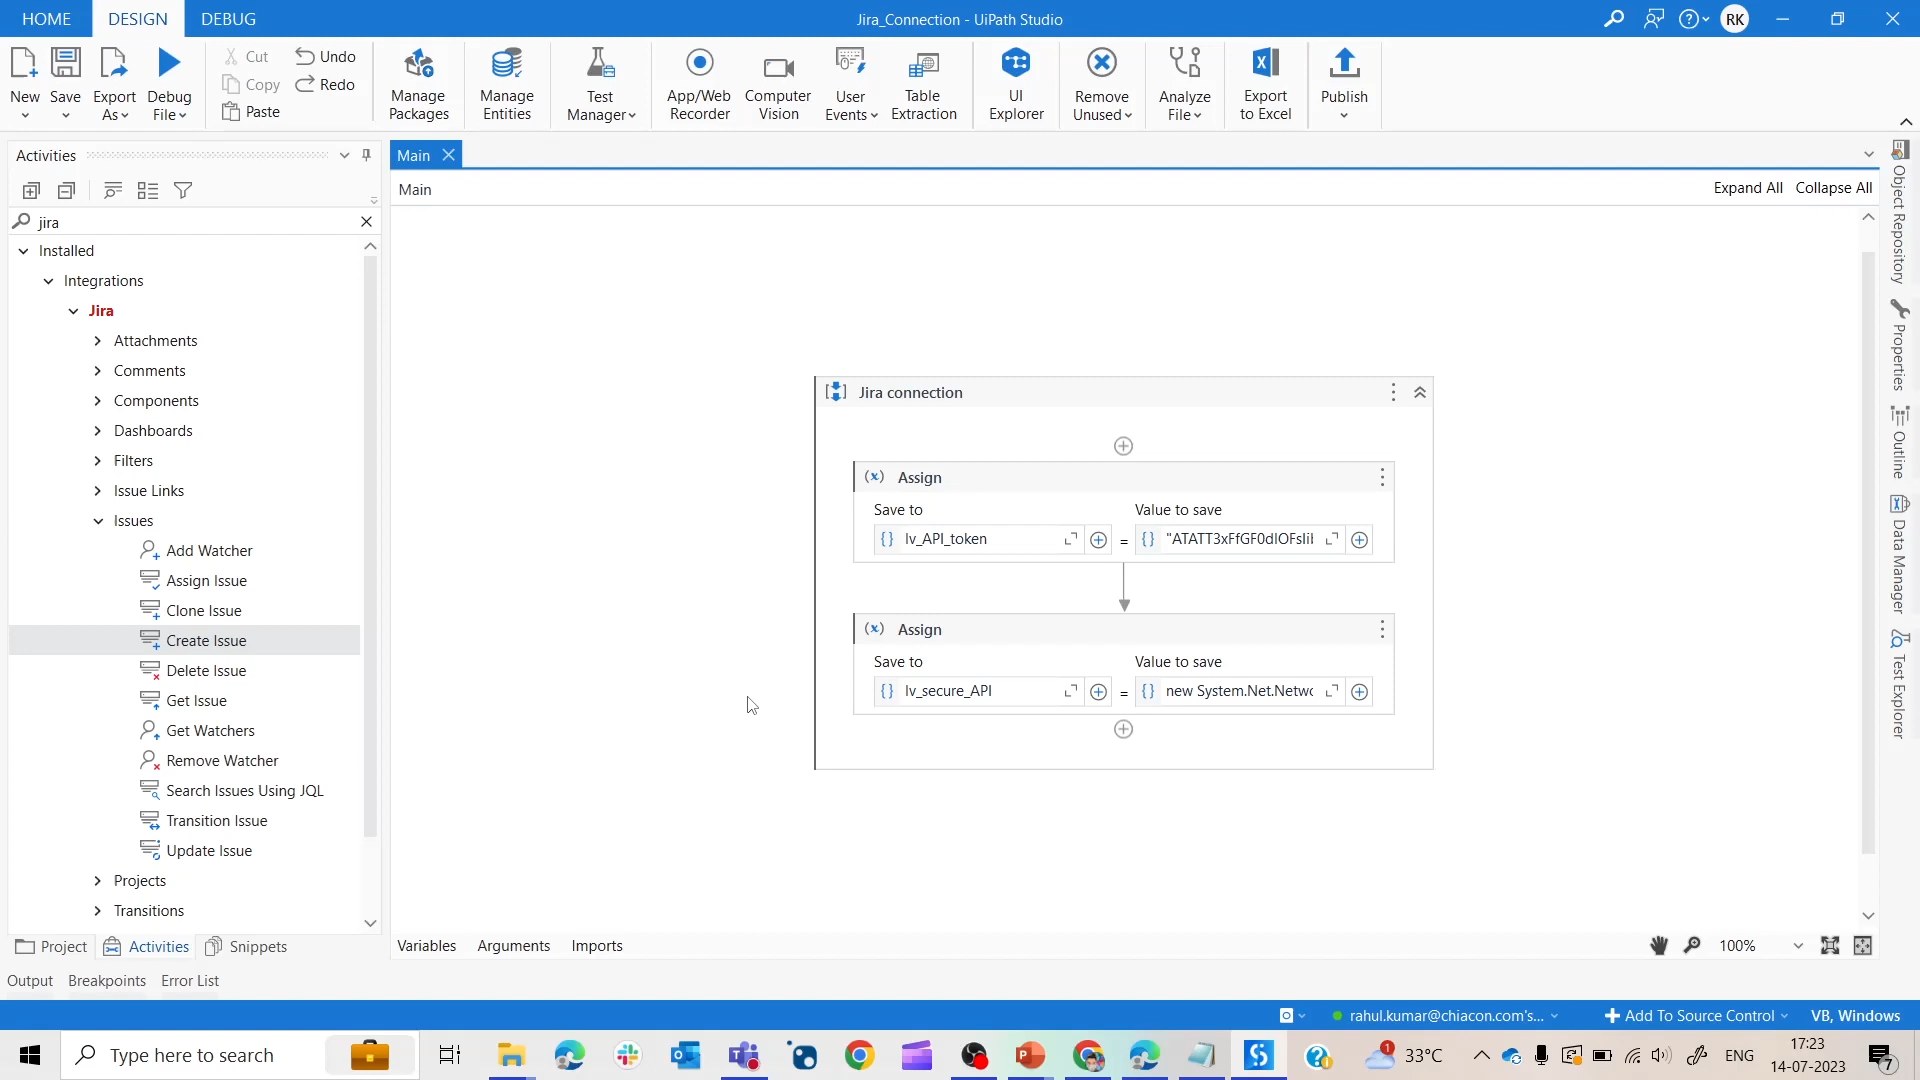 HOME DESIGN DEBUG
Jira_Connection - UiPath Studio
RK
New
Save
Export As
Debug File
Cut
Copy
Paste
Undo
Redo
Manage Packages
Manage Entities
Test Manager
App/Web Recorder
Computer Vision
User Events
Table Extraction
UI Explorer
Remove Unused
Analyze File
Export to Excel
Publish
Activities
jira
Installed
Integrations
Jira
Attachments
Comments
Components
Dashboards
Filters
Issue Links
Issues
Add Watcher
Assign Issue
Clone Issue
Create Issue
Delete Issue
Get Issue
Get Watchers
Remove Watcher
Search Issues Using JQL
Transition Issue
Update Issue
Projects
Transitions
Project Activities Snippets
Output Breakpoints Error List
Main
Main
Expand All Collapse All
Jira connection
Assign
Save to Value to save
lv_API_token = "ATATT3xFfGF0dIOFsIil
Assign
Save to Value to save
lv_secure_API = new System.Net.Netwo
Variables Arguments Imports
100%
Object Repository
Properties
Outline
Data Manager
Test Explorer
rahul.kumar@chiacon.com's...
Add To Source Control
VB, Windows
Type here to search
1
33°C
ENG
17:23
14-07-2023
7